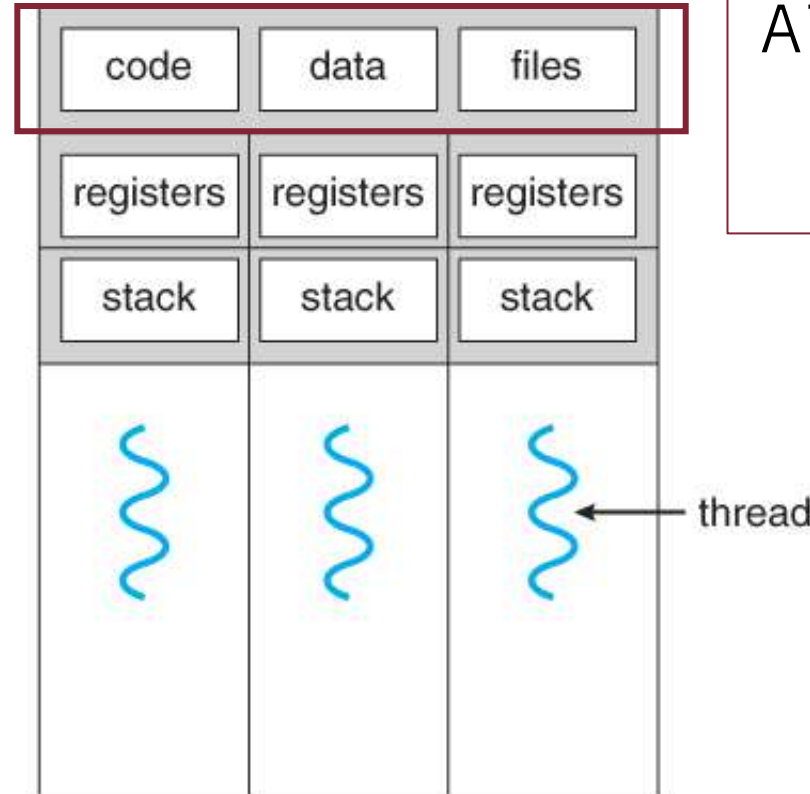 code data files
registers registers registers
stack stack stack
thread